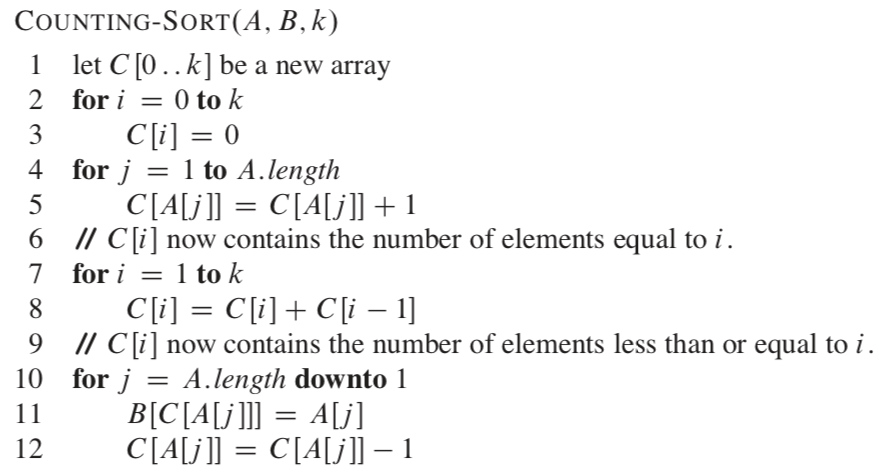 COUNTING-SORT(A, B, k)
1 let C[0..k] be a new array
2 for i = 0 to k
3 C[i] = 0
4 for j = 1 to A.length
5 C[A[j]] = C[A[j]] + 1
6 // C[i] now contains the number of elements equal to i.
7 for i = 1 to k
8 C[i] = C[i] + C[i − 1]
9 // C[i] now contains the number of elements less than or equal to i.
10 for j = A.length downto 1
11 B[C[A[j]]] = A[j]
12 C[A[j]] = C[A[j]] − 1